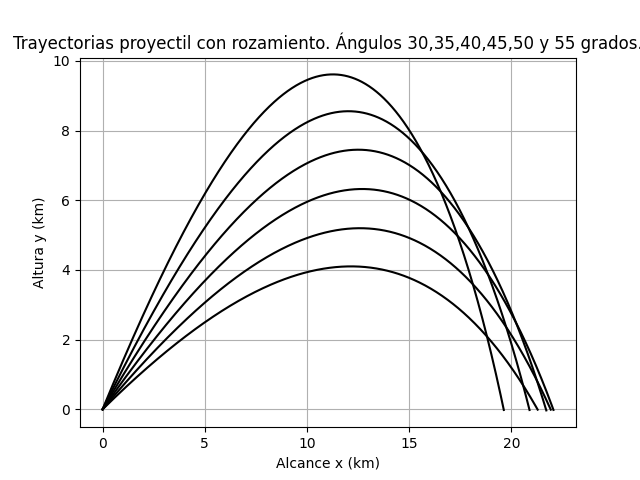 Trayectorias proyectil con rozamiento. Ángulos 30,35,40,45,50 y 55 grados.
10
8
6
4
2
0
Altura y (km)
0 5 10 15 20
Alcance x (km)